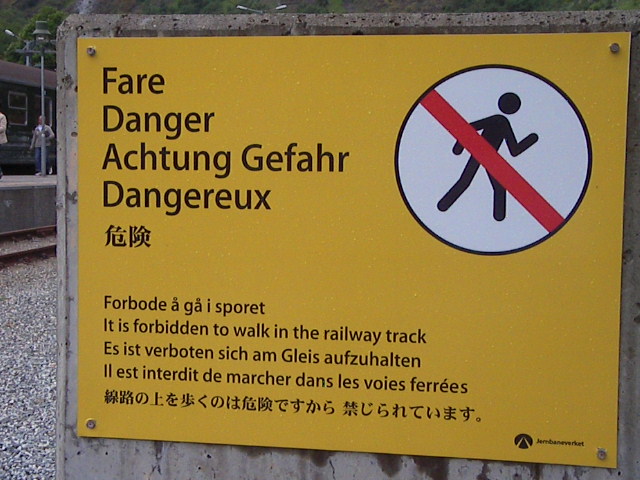 Fare
Danger
Achtung Gefahr
Dangereux
危険
Forbode å gå i sporet
It is forbidden to walk in the railway track
Es ist verboten sich am Gleis aufzuhalten
Il est interdit de marcher dans les voies ferrées
線路の上を歩くのは危険ですから 禁じられています。
Jernbaneverket